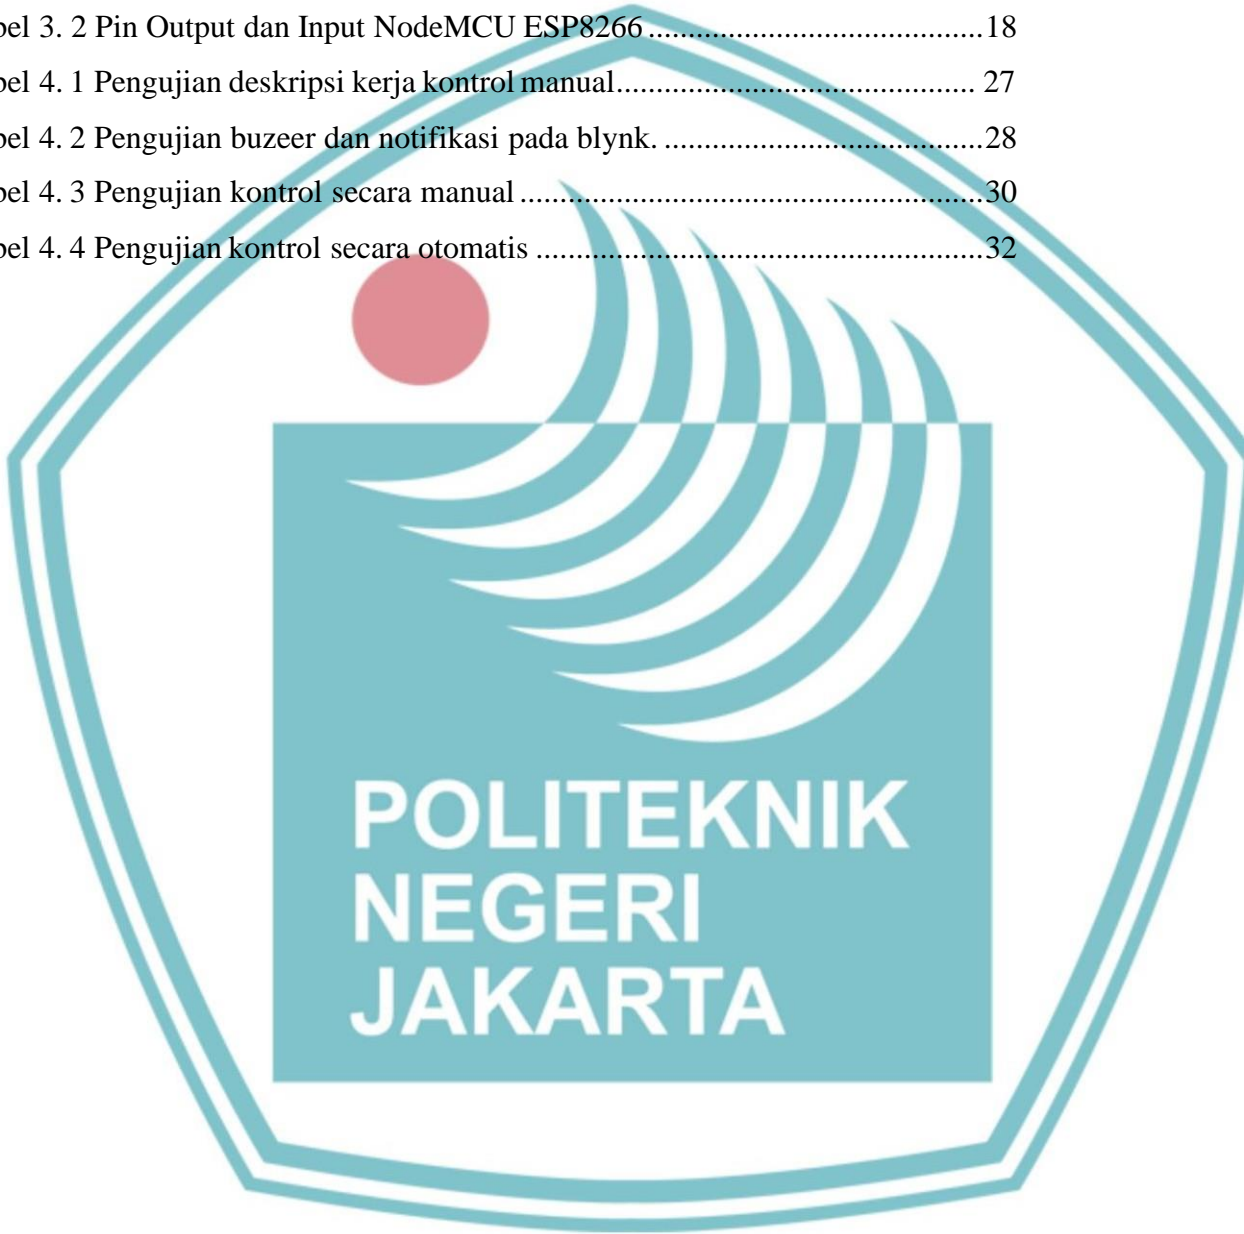 bel 3. 2 Pin Output dan Input NodeMCU ESP8266 .....................................18
bel 4. 1 Pengujian deskripsi kerja kontrol manual....................................... 27
bel 4. 2 Pengujian buzeer dan notifikasi pada blynk. ...................................28
bel 4. 3 Pengujian kontrol secara manual ...................................................30
bel 4. 4 Pengujian kontrol secara otomatis .................................................32
POLITEKNIK
NEGERI
JAKARTA